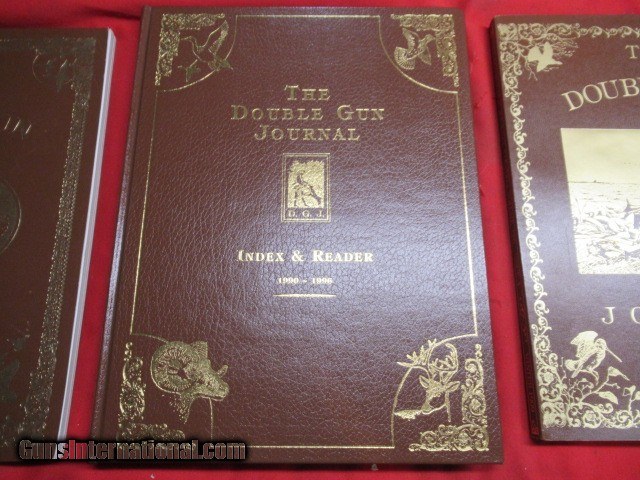 THE
DOUBLE GUN
JOURNAL
D. G. J.
INDEX & READER
DOUB
GunsInternational.com